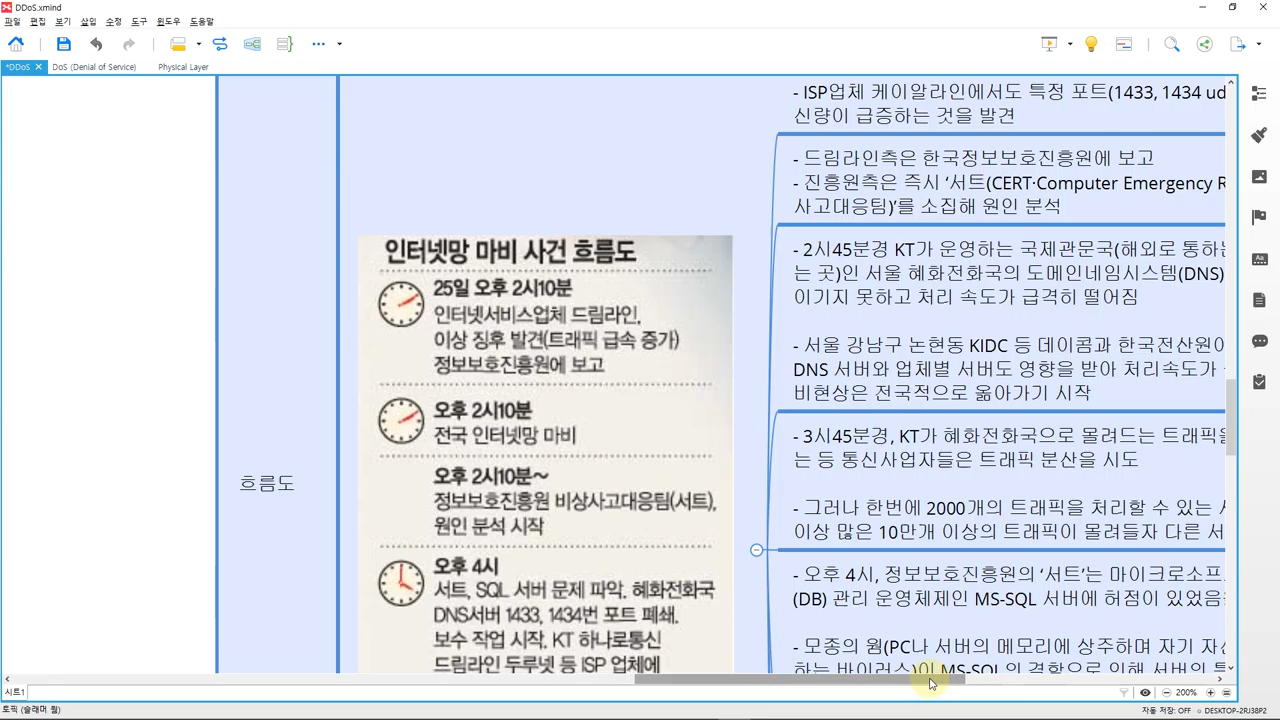 DDoS.xmind
파일 편집 보기 삽입 수정 도구 윈도우 도움말
*DDoS DoS (Denial of Service) Physical Layer
- ISP업체 케이알라인에서도 특정 포트(1433, 1434 ud
신량이 급증하는 것을 발견
- 드림라인측은 한국정보보호진흥원에 보고
- 진흥원측은 즉시 ‘서트(CERT·Computer Emergency R
사고대응팀)’를 소집해 원인 분석
- 2시45분경 KT가 운영하는 국제관문국(해외로 통하는
는 곳)인 서울 혜화전화국의 도메인네임시스템(DNS)
이기지 못하고 처리 속도가 급격히 떨어짐
- 서울 강남구 논현동 KIDC 등 데이콤과 한국전산원이
DNS 서버와 업체별 서버도 영향을 받아 처리속도가
비현상은 전국적으로 옮아가기 시작
- 3시45분경, KT가 혜화전화국으로 몰려드는 트래픽을
는 등 통신사업자들은 트래픽 분산을 시도
- 그러나 한번에 2000개의 트래픽을 처리할 수 있는
이상 많은 10만개 이상의 트래픽이 몰려들자 다른 서
- 오후 4시, 정보보호진흥원의 ‘서트’는 마이크로소프
(DB) 관리 운영체제인 MS-SQL 서버에 허점이 있었음
- 모종의 웜(PC나 서버의 메모리에 상주하며 자기 자
하는 바이러스)이 MS-SQL의 결함으로 인해 서버의
흐름도
인터넷망 마비 사건 흐름도
25일 오후 2시10분
인터넷서비스업체 드림라인,
이상 징후 발견(트래픽 급속 증가)
정보보호진흥원에 보고
오후 2시10분
전국 인터넷망 마비
오후 2시10분~
정보보호진흥원 비상사고대응팀(서트),
원인 분석 시작
오후 4시
서트, SQL 서버 문제 파악. 혜화전화국
DNS서버 1433, 1434번 포트 폐쇄.
보수 작업 시작, KT 하나로통신
드림라인 두루넷 등 ISP 업체에
시트1
200%
토픽 (슬래머 웜)
자동 저장: OFF DESKTOP-2RJ38P2